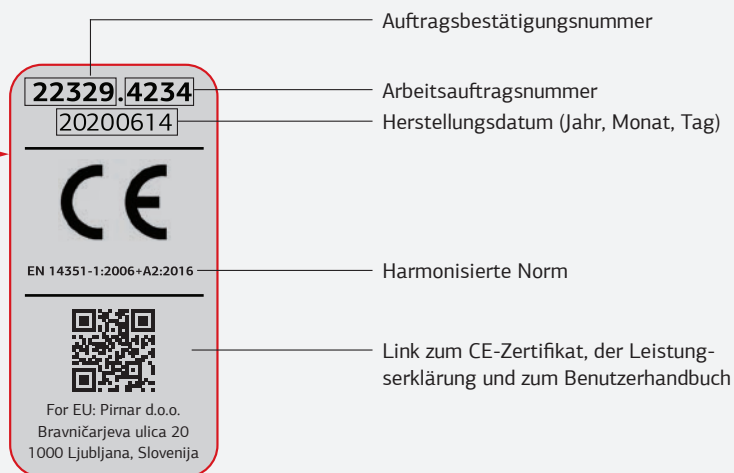 Auftragsbestätigungsnummer
22329.4234
Arbeitsauftragsnummer
20200614
Herstellungsdatum (Jahr, Monat, Tag)
CE
EN 14351-1:2006+A2:2016
Harmonisierte Norm
Link zum CE-Zertifikat, der Leistung-
serklärung und zum Benutzerhandbuch
For EU: Pirnar d.o.o.
Bravničarjeva ulica 20
1000 Ljubljana, Slovenija